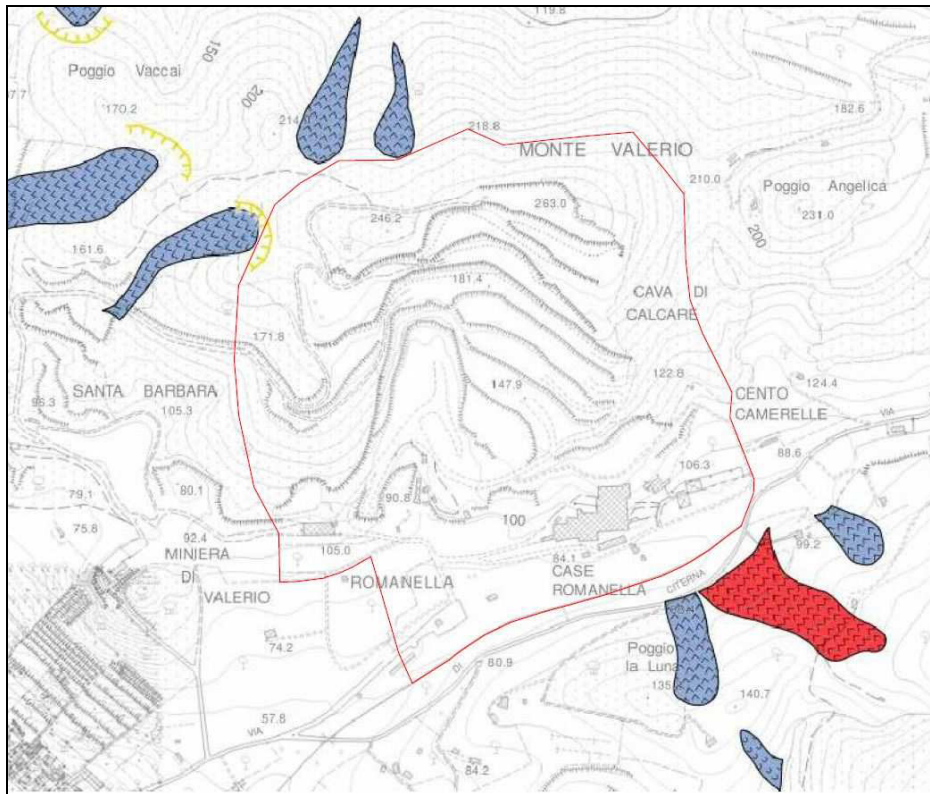 119.8
Poggio Vaccai
150
200
170.2
214
218.8
182.6
MONTE VALERIO
210.0
Poggio Angelica
231.0
200
263.0
246.2
161.6
181.4
CAVA DI
CALCARE
171.8
122.8
147.9
SANTA BARBARA
105.3
96.3
CENTO
CAMERELLE
124.4
VIA
88.6
106.3
80.1
90.8
100
79.1
75.8
92.4
105.0
99.2
84.1
MINIERA
DI
VALERIO
ROMANELLA
CASE
ROMANELLA
CITERNA
74.2
Poggio
la Luna
135
80.9
DI
140.7
57.8
VIA
84.2